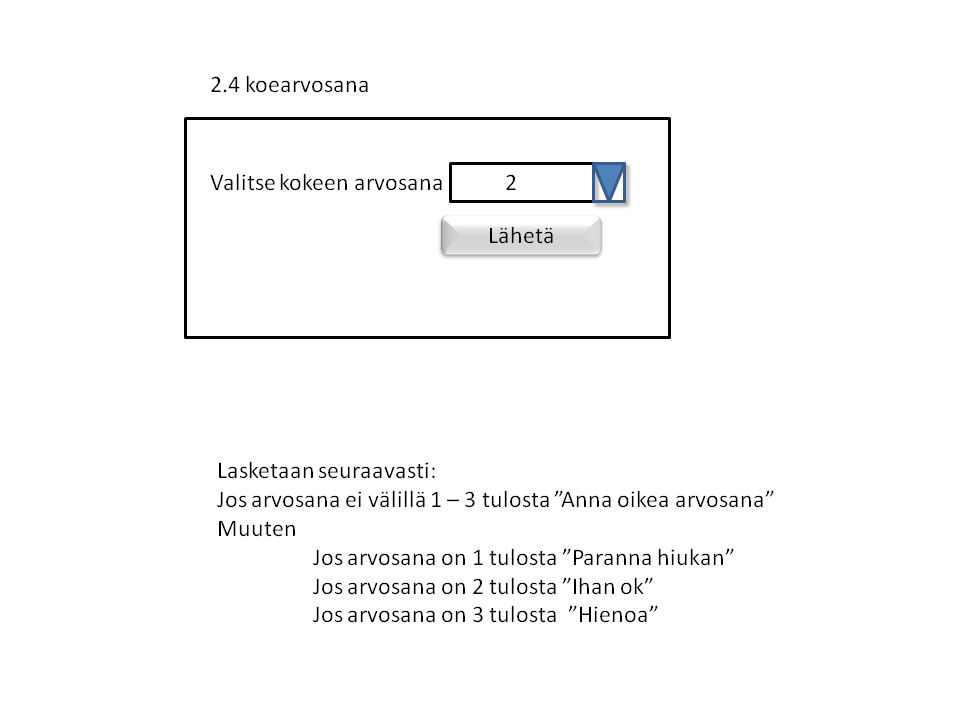 2.4 koearvosana
Valitse kokeen arvosana 2
Lähetä
Lasketaan seuraavasti:
Jos arvosana ei välillä 1 – 3 tulosta ”Anna oikea arvosana”
Muuten
Jos arvosana on 1 tulosta ”Paranna hiukan”
Jos arvosana on 2 tulosta ”Ihan ok”
Jos arvosana on 3 tulosta ”Hienoa”